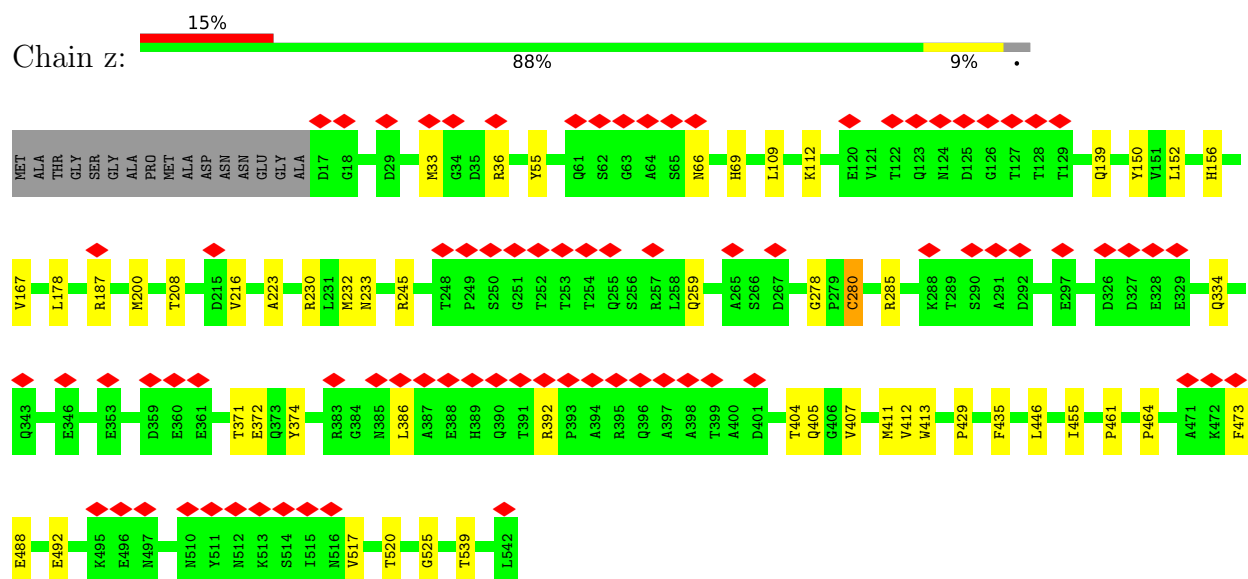 15%
Chain z:
88% 9% •
MET ALA THR GLY SER GLY ALA PRO MET ALA ASP ASN ASN GLU GLY ALA D17 G18 D29 M33 G34 D35 R36 Y55 Q61 S62 G63 A64 S65 N66 H69 L109 K112 E120 V121 T122 Q123 N124 D125 G126 T127 T128 T129 Q139 Y150 V151 L152 H156
V167 L178 R187 M200 T208 D215 V216 A223 R230 L231 M232 N233 R245 T248 P249 S250 G251 T252 T253 T254 Q255 S256 R257 L258 Q259 A265 S266 D267 G278 P279 C280 R285 K288 T289 S290 A291 D292 E297 D326 D327 E328 E329 Q334
Q343 E346 E353 D359 E360 E361 T371 E372 Q373 Y374 R383 G384 N385 L386 A387 E388 H389 Q390 T391 R392 P393 A394 R395 Q396 A397 A398 T399 A400 D401 T404 Q405 G406 V407 M411 V412 W413 P429 F435 L446 I455 P461 P464 A471 K472 F473
E488 E492 K495 E496 N497 N510 Y511 N512 K513 S514 I515 N516 V517 T520 G525 T539 L542